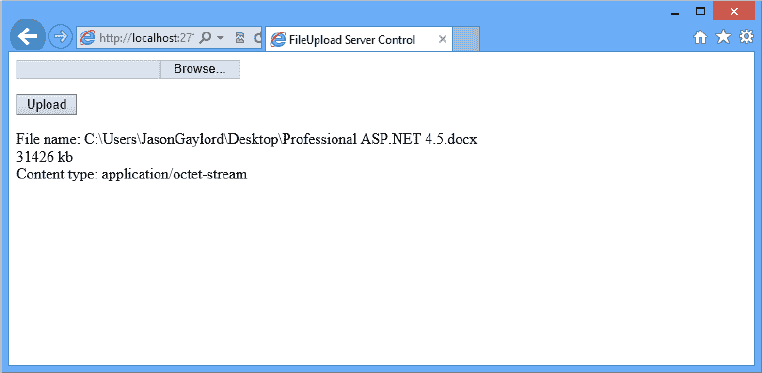 http://localhost:27
FileUpload Server Control
Browse...
Upload
File name: C:\Users\JasonGaylord\Desktop\Professional ASP.NET 4.5.docx
31426 kb
Content type: application/octet-stream